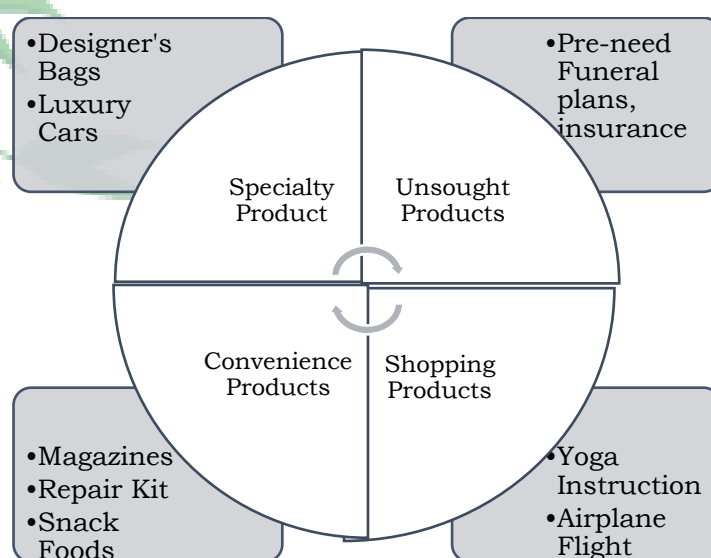 •Designer's
Bags
•Luxury
Cars
•Pre-need
Funeral
plans,
insurance
Specialty
Product
Unsought
Products
Convenience
Products
Shopping
Products
•Magazines
•Repair Kit
•Snack
Foods
•Yoga
Instruction
•Airplane
Flight